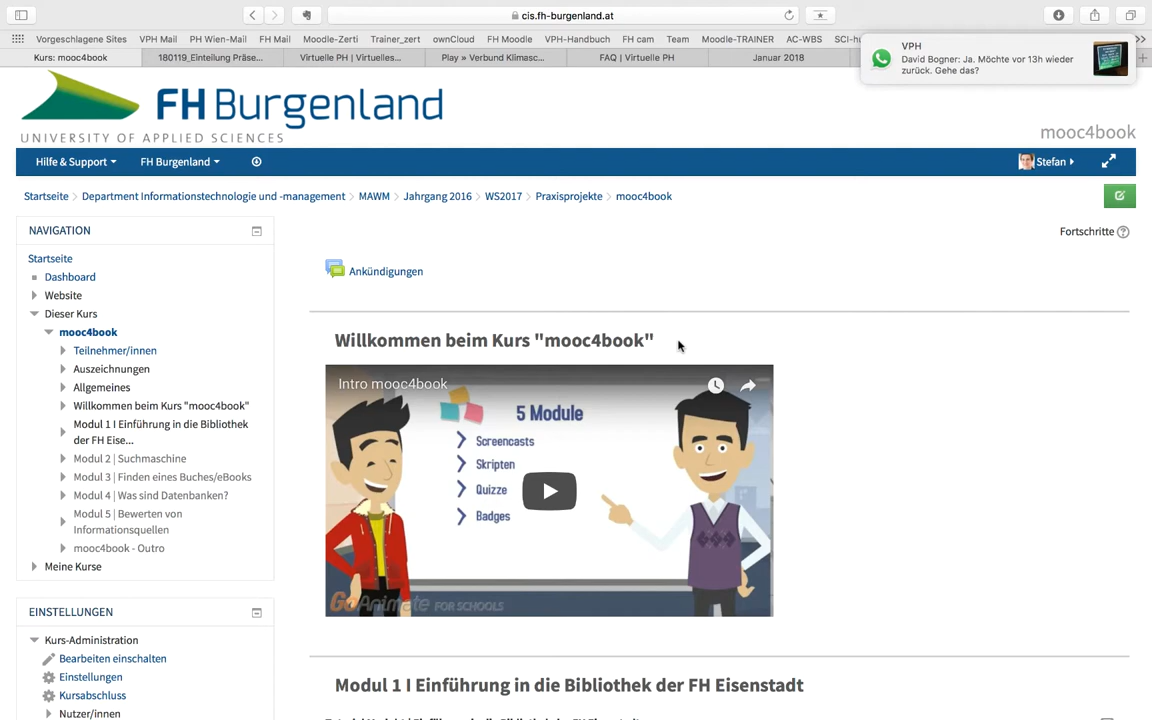 cis.fh-burgenland.at
Vorgeschlagene Sites VPH Mail PH Wien-Mail FH Mail Moodle-Zerti Trainer_zert ownCloud FH Moodle VPH-Handbuch FH cam Team Moodle-TRAINER AC-WBS
Kurs: mooc4book 180119_Einteilung Präse... Virtuelle PH | Virtuelles... Play » Verbund Klimasc... FAQ | Virtuelle PH Januar 2018
VPH
David Bogner: Ja. Möchte vor 13h wieder
zurück. Gehe das?
FH Burgenland
UNIVERSITY OF APPLIED SCIENCES
mooc4book
Hilfe & Support FH Burgenland Stefan
Startseite Department Informationstechnologie und -management MAWM Jahrgang 2016 WS2017 Praxisprojekte mooc4book
NAVIGATION
Startseite
Dashboard
Website
Dieser Kurs
mooc4book
Teilnehmer/innen
Auszeichnungen
Allgemeines
Willkommen beim Kurs "mooc4book"
Modul 1 I Einführung in die Bibliothek
der FH Eise...
Modul 2 | Suchmaschine
Modul 3 | Finden eines Buches/eBooks
Modul 4 | Was sind Datenbanken?
Modul 5 | Bewerten von
Informationsquellen
mooc4book - Outro
Meine Kurse
EINSTELLUNGEN
Kurs-Administration
Bearbeiten einschalten
Einstellungen
Kursabschluss
Nutzer/innen
Fortschritte
Ankündigungen
Willkommen beim Kurs "mooc4book"
Intro mooc4book
5 Module
Screencasts
Skripten
Quizze
Badges
GoAnimate FOR SCHOOLS
Modul 1 I Einführung in die Bibliothek der FH Eisenstadt